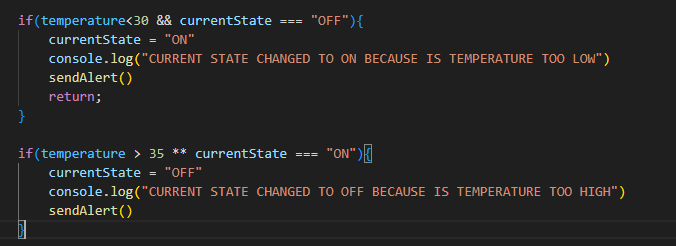 if(temperature<30 && currentState === "OFF"){
currentState = "ON"
console.log("CURRENT STATE CHANGED TO ON BECAUSE IS TEMPERATURE TOO LOW")
sendAlert()
return;
}
if(temperature > 35 ** currentState === "ON"){
currentState = "OFF"
console.log("CURRENT STATE CHANGED TO OFF BECAUSE IS TEMPERATURE TOO HIGH")
sendAlert()
}